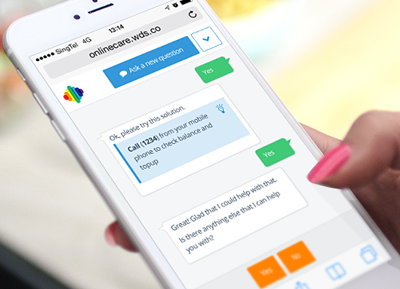 SingTel 4G 13:14
onlinecare.wds.co
Ask a new question
Yes
Ok, please try this solution.
Call (1234) from your mobile
phone to check balance and
topup
Yes
Great! Glad that I could help with that.
Is there anything else that I can help
you with?
Yes No